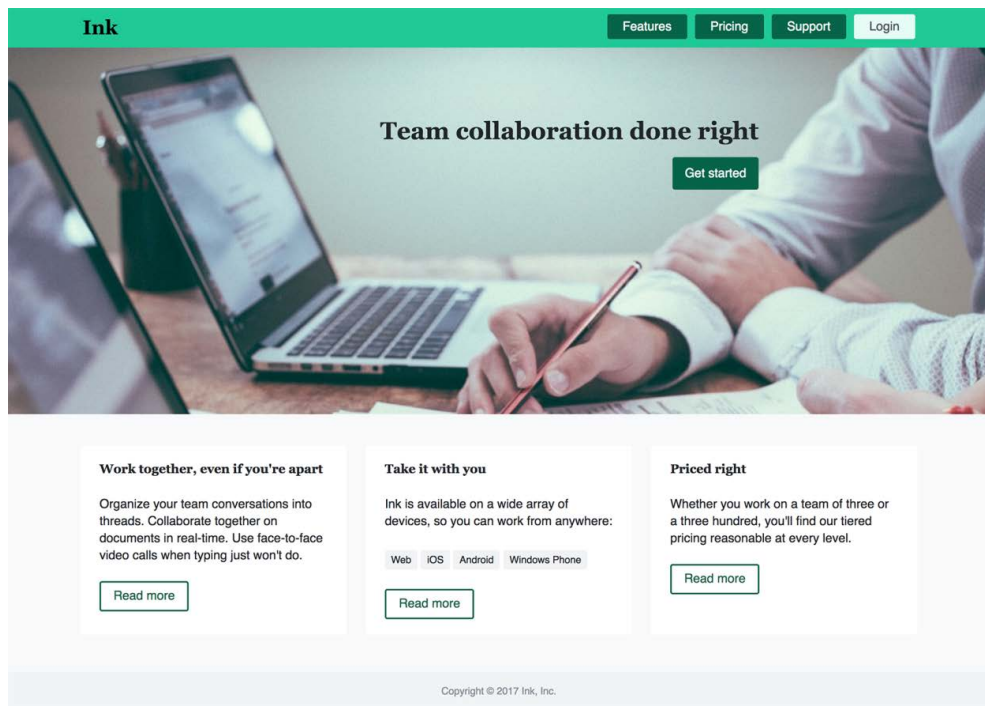 Ink
Features
Pricing
Support
Login
Team collaboration done right
Get started
Work together, even if you're apart
Organize your team conversations into
threads. Collaborate together on
documents in real-time. Use face-to-face
video calls when typing just won't do.
Read more
Take it with you
Ink is available on a wide array of
devices, so you can work from anywhere:
Web
iOS
Android
Windows Phone
Read more
Priced right
Whether you work on a team of three or
a three hundred, you'll find our tiered
pricing reasonable at every level.
Read more
Copyright © 2017 Ink, Inc.